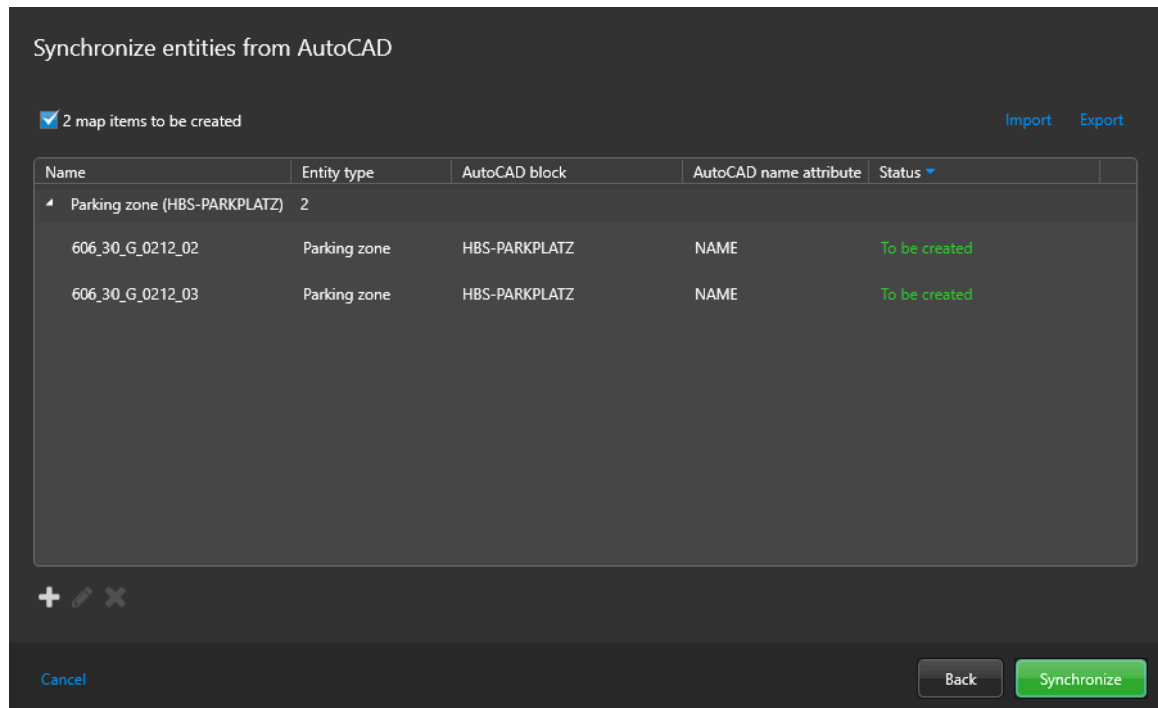 Synchronize entities from AutoCAD
2 map items to be created
Import Export
Name Entity type AutoCAD block AutoCAD name attribute Status
Parking zone (HBS-PARKPLATZ) 2
606_30_G_0212_02 Parking zone HBS-PARKPLATZ NAME To be created
606_30_G_0212_03 Parking zone HBS-PARKPLATZ NAME To be created
Cancel Back Synchronize